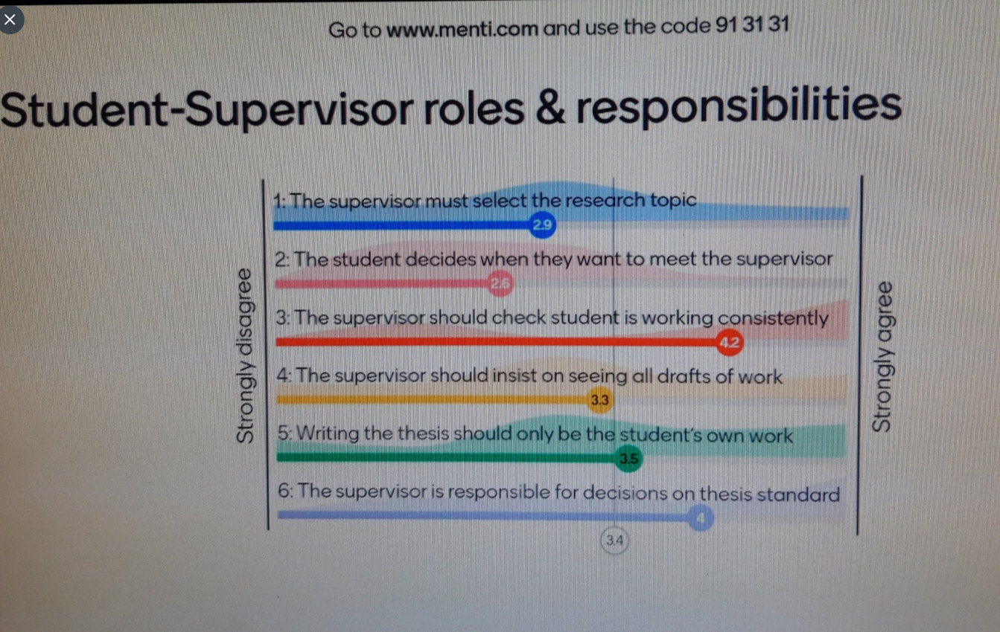 Go to www.menti.com and use the code 91 31 31
Student-Supervisor roles & responsibilities
Strongly disagree
1: The supervisor must select the research topic
2.9
2: The student decides when they want to meet the supervisor
2.6
3: The supervisor should check student is working consistently
4.2
4: The supervisor should insist on seeing all drafts of work
3.3
5: Writing the thesis should only be the student's own work
3.5
6: The supervisor is responsible for decisions on thesis standard
4
3.4
Strongly agree